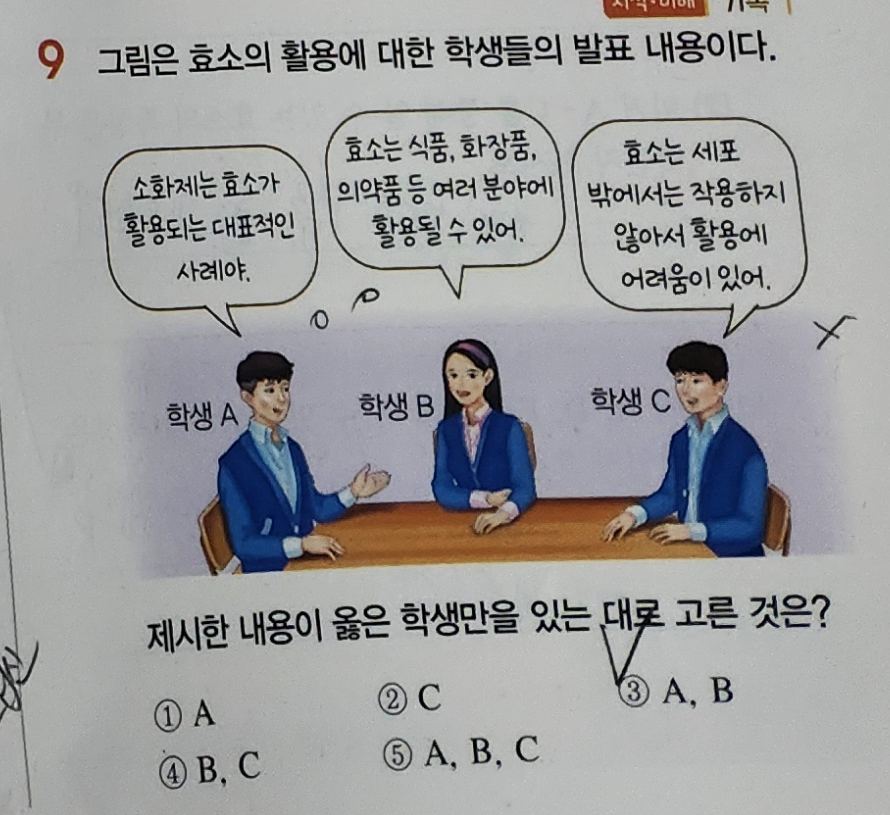 9 그림은 효소의 활용에 대한 학생들의 발표 내용이다.
소화제는 효소가
활용되는 대표적인
사례야.
효소는 식품, 화장품,
의약품 등 여러 분야에
활용될 수 있어.
효소는 세포
밖에서는 작용하지
않아서 활용에
어려움이 있어.
학생 A
학생 B
학생 C
제시한 내용이 옳은 학생만을 있는 대로 고른 것은?
① A
② C
③ A, B
④ B, C
⑤ A, B, C